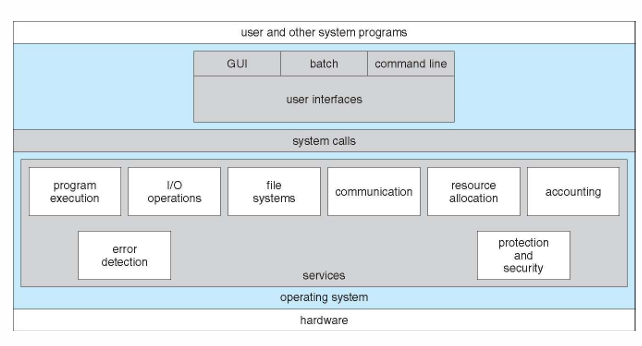 user and other system programs
GUI
batch
command line
user interfaces
system calls
program
execution
I/O
operations
file
systems
communication
resource
allocation
accounting
error
detection
protection
and
security
services
operating system
hardware